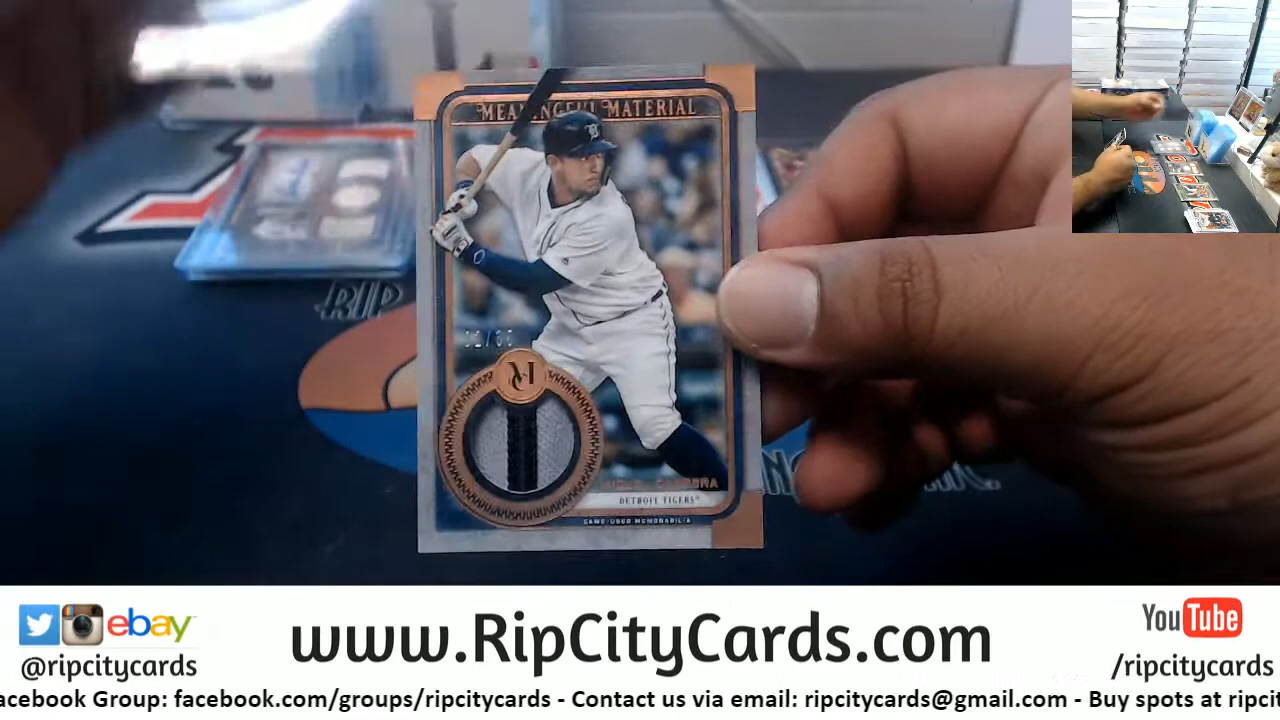 MEANINGFUL MATERIAL
DETROIT TIGERS
GAME-USED MEMORABILIA
RIP
ebay
@ripcitycards
www.RipCityCards.com
YouTube
/ripcitycards
acebook Group: facebook.com/groups/ripcitycards - Contact us via email: ripcitycards@gmail.com - Buy spots at ripcit